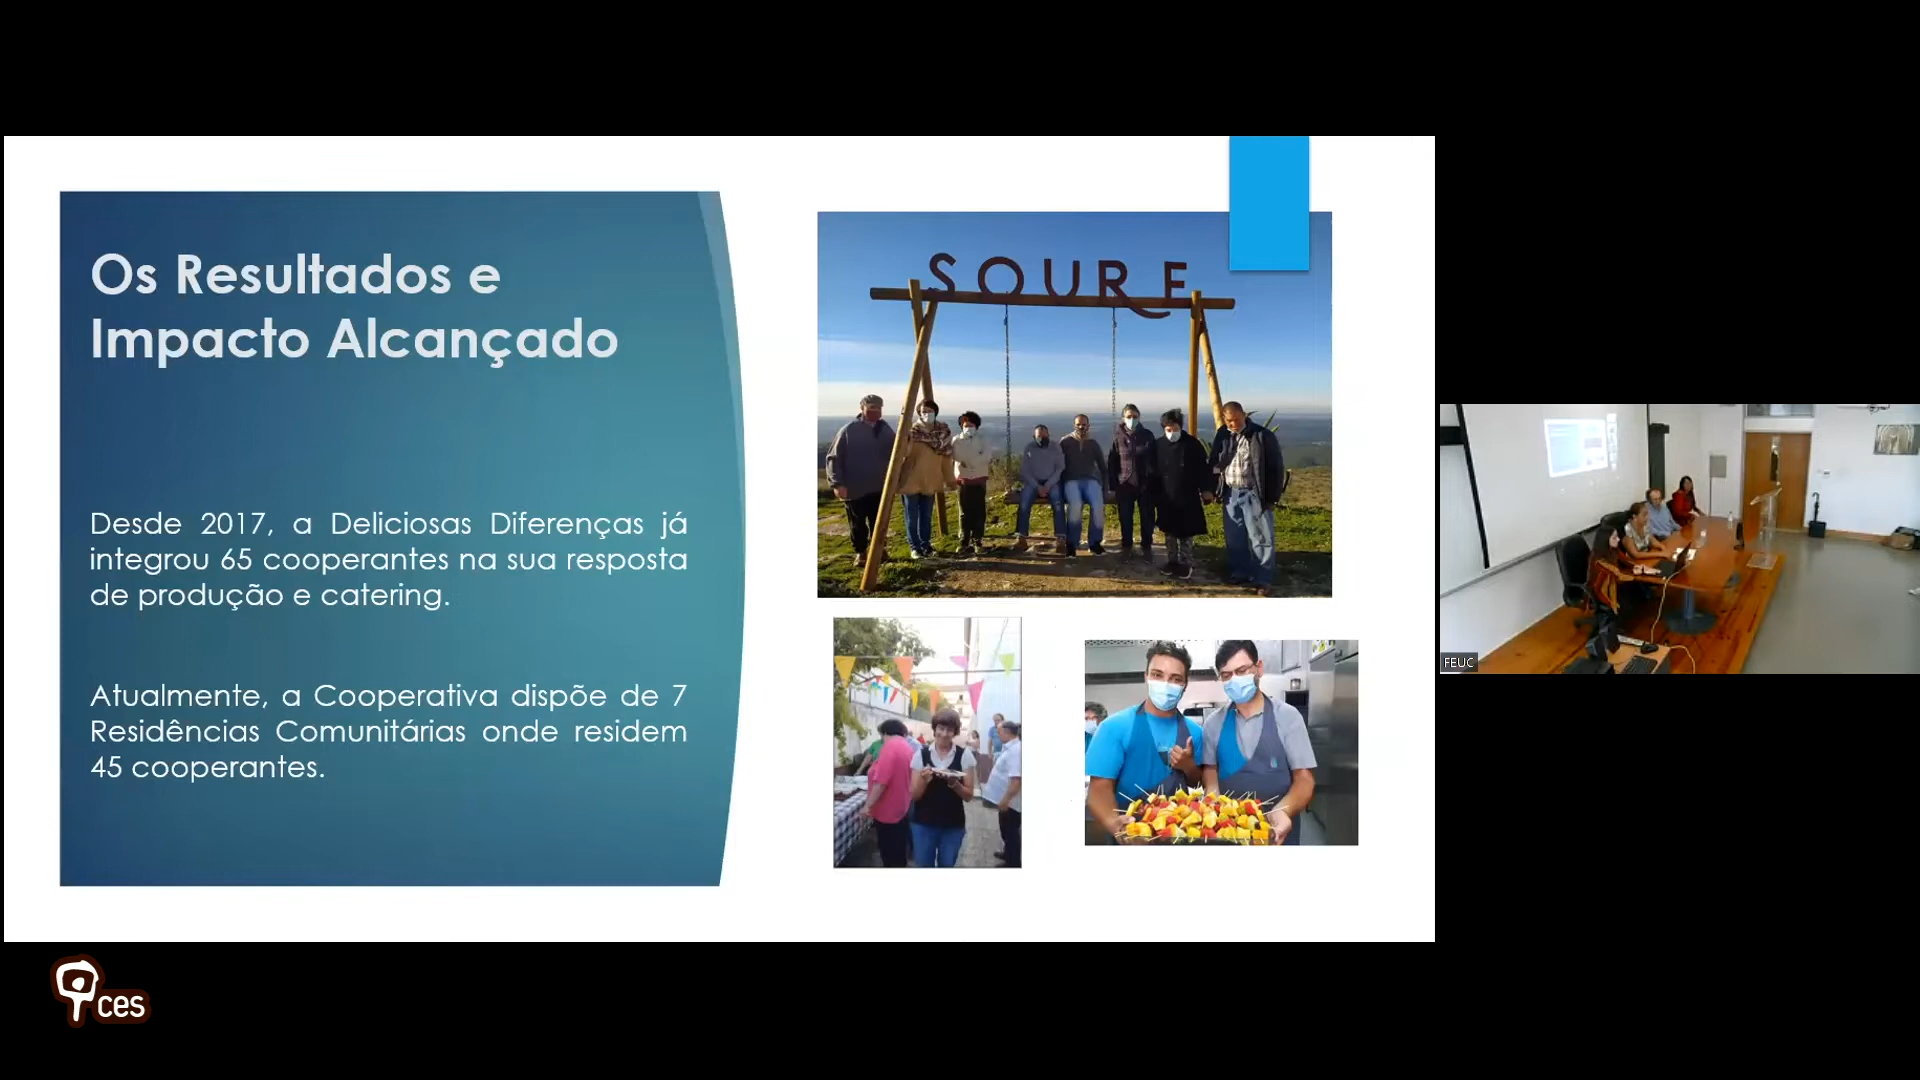 Os Resultados e
Impacto Alcançado
Desde 2017, a Deliciosas Diferenças já
integrou 65 cooperantes na sua resposta
de produção e catering.
Atualmente, a Cooperativa dispõe de 7
Residências Comunitárias onde residem
45 cooperantes.
SOURE
FEUC
ces